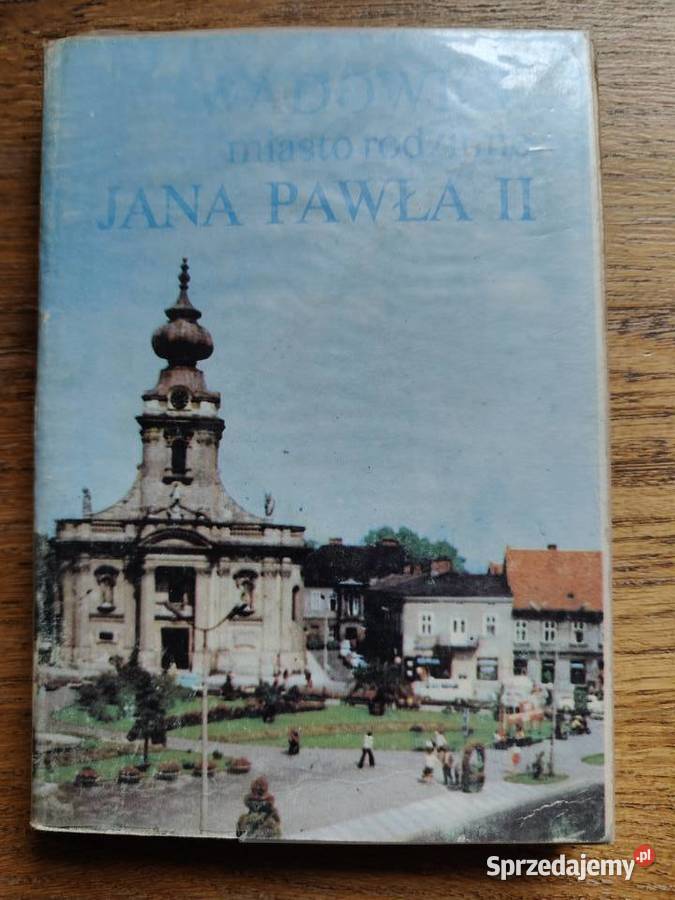 WADOWICE
miasto rodzinne
JANA PAWŁA II
Sprzedajemy.pl